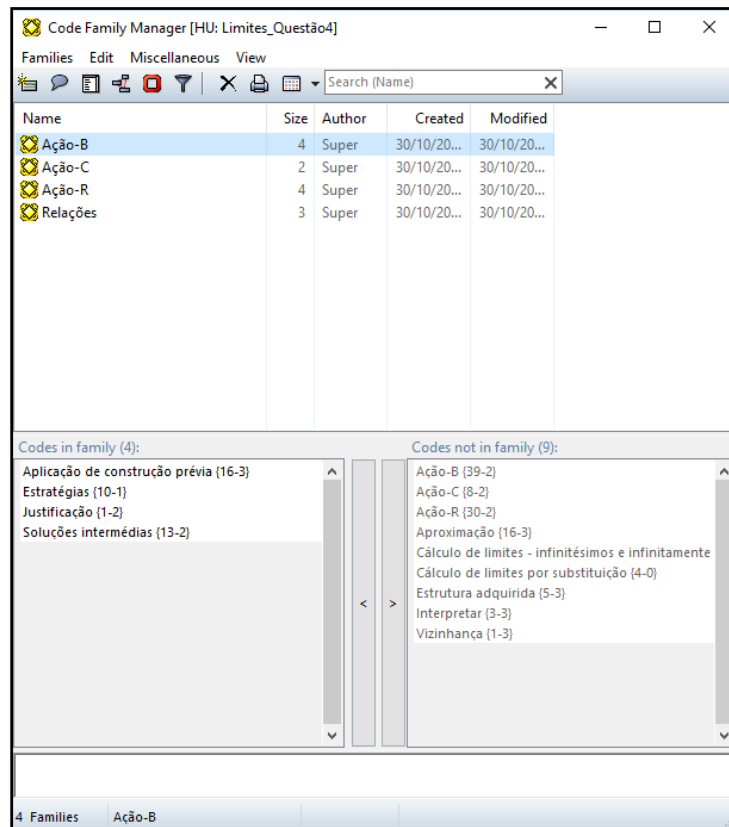 Code Family Manager [HU: Limites_Questão4]
Families Edit Miscellaneous View
Search (Name)
Name Size Author Created Modified
Ação-B 4 Super 30/10/20... 30/10/20...
Ação-C 2 Super 30/10/20... 30/10/20...
Ação-R 4 Super 30/10/20... 30/10/20...
Relações 3 Super 30/10/20... 30/10/20...
Codes in family (4):
Aplicação de construção prévia {16-3}
Estratégias {10-1}
Justificação {1-2}
Soluções intermédias {13-2}
< >
Codes not in family (9):
Ação-B {39-2}
Ação-C {8-2}
Ação-R {30-2}
Aproximação {16-3}
Cálculo de limites - infinitésimos e infinitamente
Cálculo de limites por substituição {4-0}
Estrutura adquirida {5-3}
Interpretar {3-3}
Vizinhança {1-3}
4 Families Ação-B